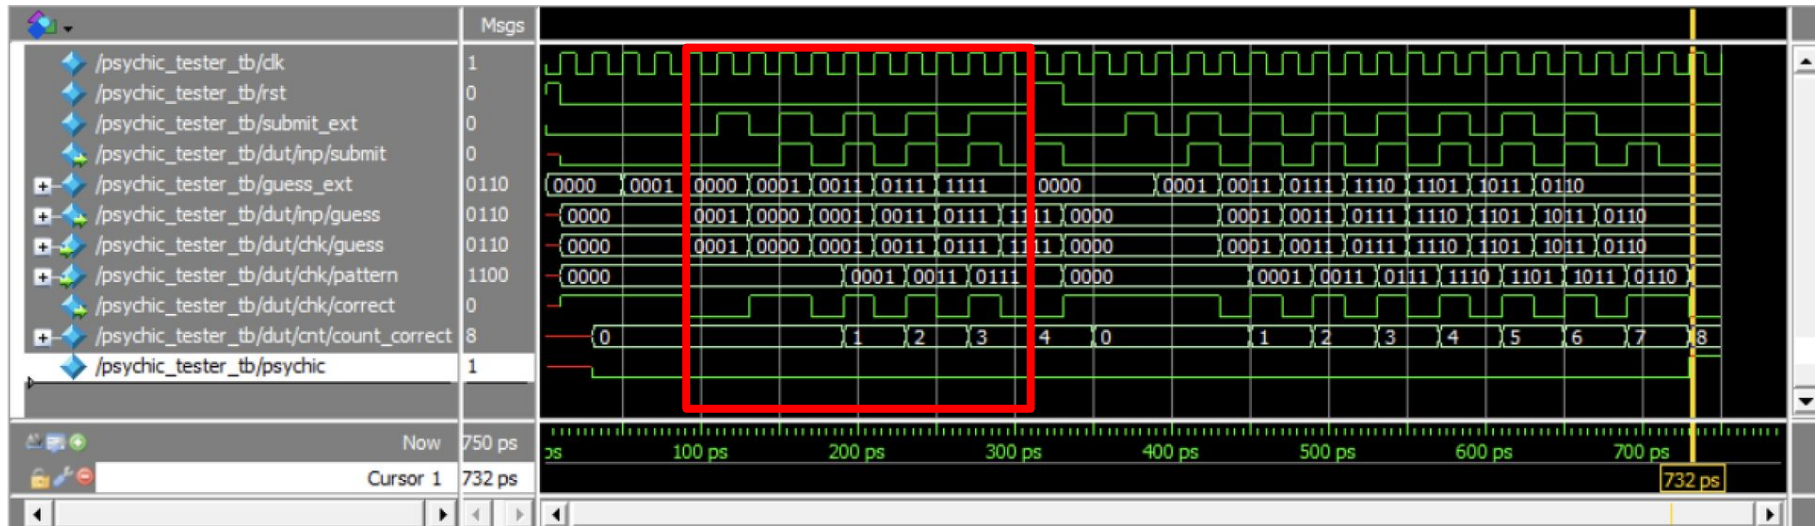 Msgs
/psychic_tester_tb/clk 1
/psychic_tester_tb/rst 0
/psychic_tester_tb/submit_ext 0
/psychic_tester_tb/dut/inp/submit 0
/psychic_tester_tb/guess_ext 0110 0000 0001 0000 0001 0011 0111 1111 0000 0001 0011 0111 1110 1101 1011 0110
/psychic_tester_tb/dut/inp/guess 0110 0000 0001 0000 0001 0011 0111 1111 0000 0001 0011 0111 1110 1101 1011 0110
/psychic_tester_tb/dut/chk/guess 0110 0000 0001 0000 0001 0011 0111 1111 0000 0001 0011 0111 1110 1101 1011 0110
/psychic_tester_tb/dut/chk/pattern 1100 0000 0001 0011 0111 0000 0001 0011 0111 1110 1101 1011 0110
/psychic_tester_tb/dut/chk/correct 0
/psychic_tester_tb/dut/cnt/count_correct 8 0 1 2 3 4 0 1 2 3 4 5 6 7 8
/psychic_tester_tb/psychic 1
Now 750 ps ps 100 ps 200 ps 300 ps 400 ps 500 ps 600 ps 700 ps
Cursor 1 732 ps 732 ps